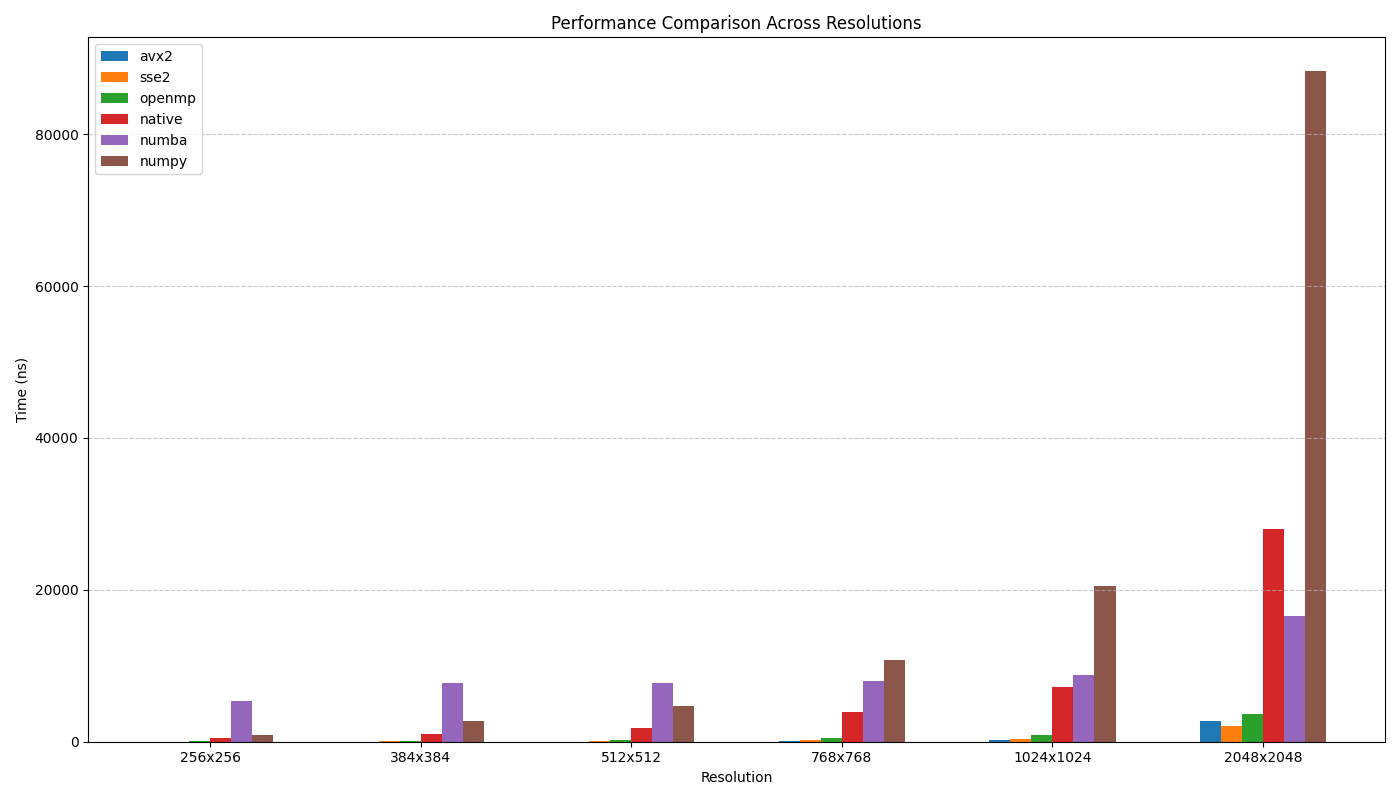 Performance Comparison Across Resolutions
avx2
sse2
openmp
native
numba
numpy
Time (ns)
80000
60000
40000
20000
0
256x256
384x384
512x512
768x768
1024x1024
2048x2048
Resolution